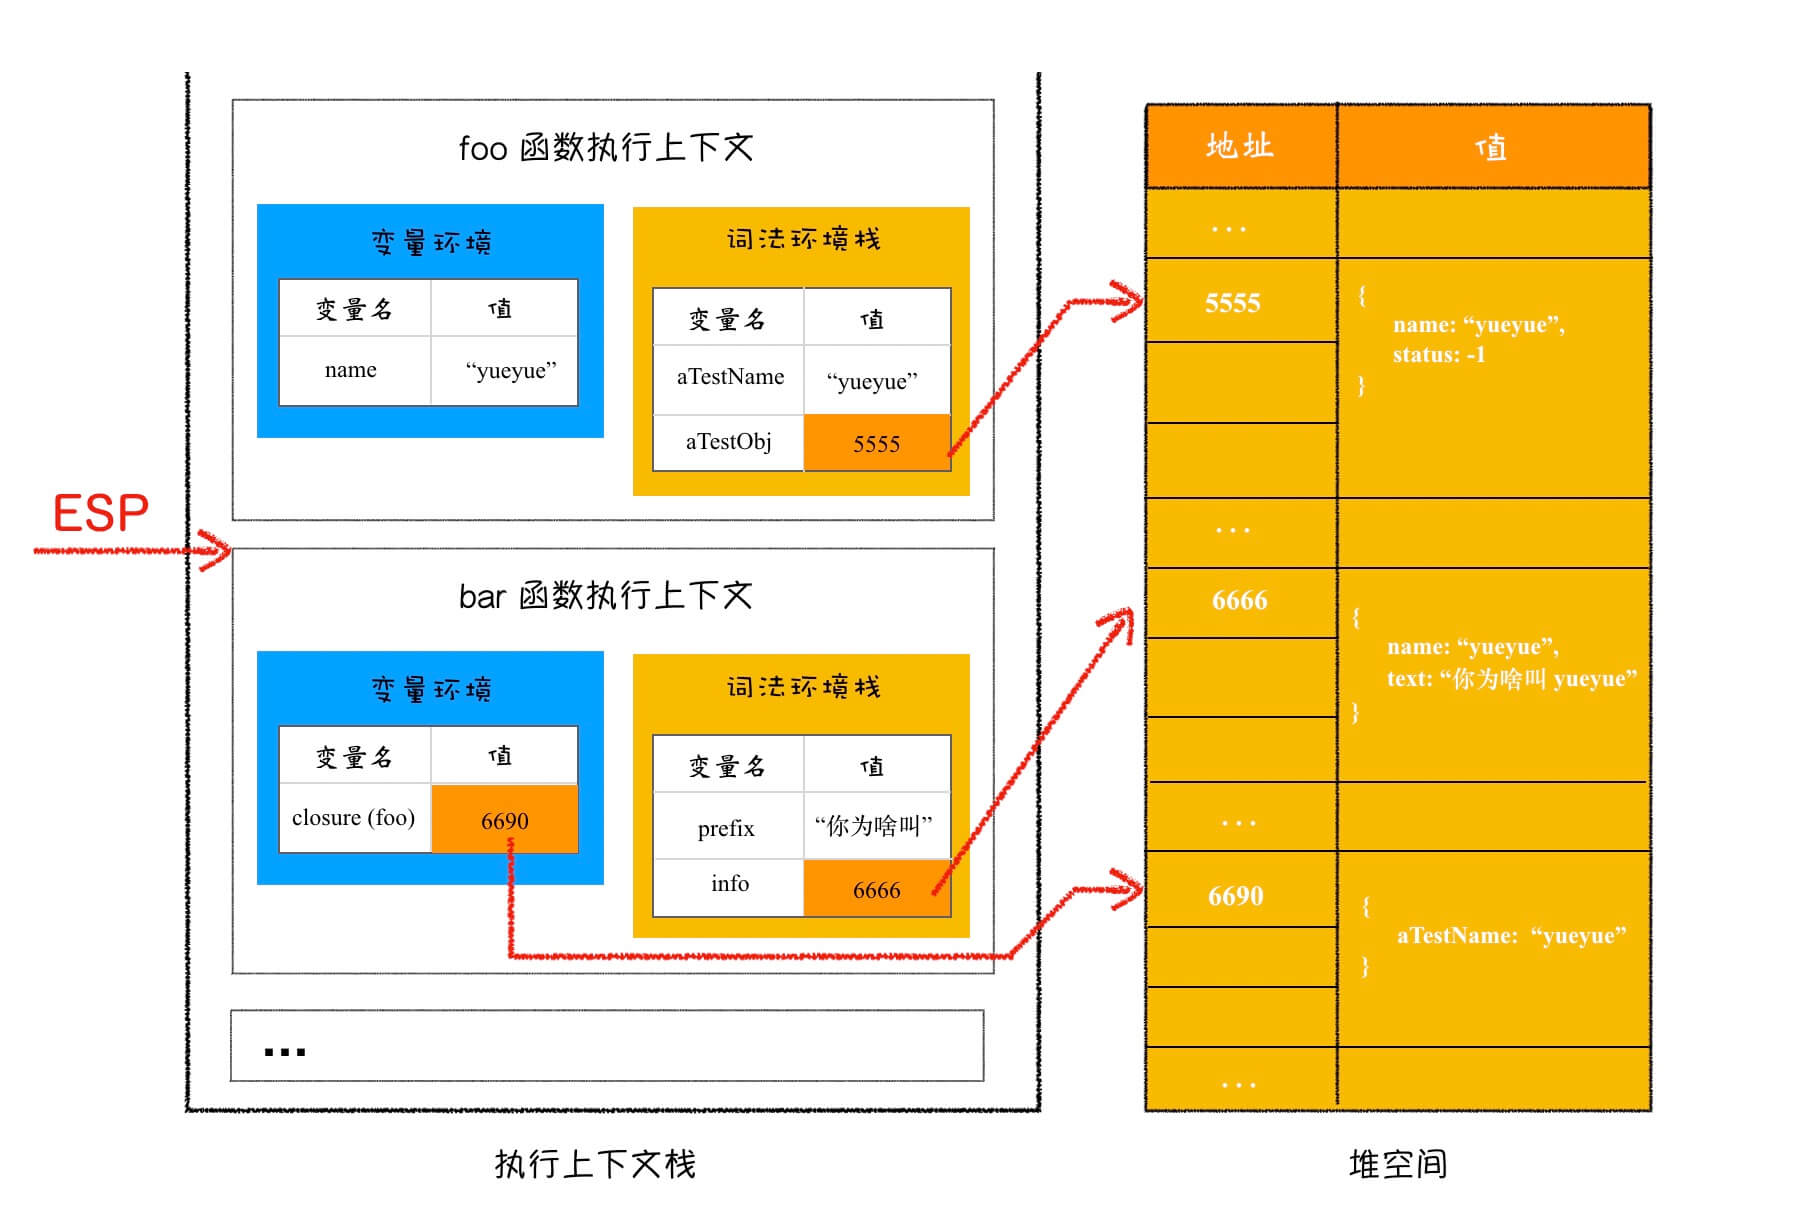 foo 函数执行上下文
变量环境
变量名 值
name “yueyue”
词法环境栈
变量名 值
aTestName “yueyue”
aTestObj 5555
ESP
bar 函数执行上下文
变量环境
变量名 值
closure (foo) 6690
词法环境栈
变量名 值
prefix “你为啥叫”
info 6666
...
执行上下文栈
地址 值
...
5555
{
name: “yueyue”,
status: -1
}
...
6666
{
name: “yueyue”,
text: “你为啥叫 yueyue”
}
...
6690
{
aTestName: “yueyue”
}
...
堆空间